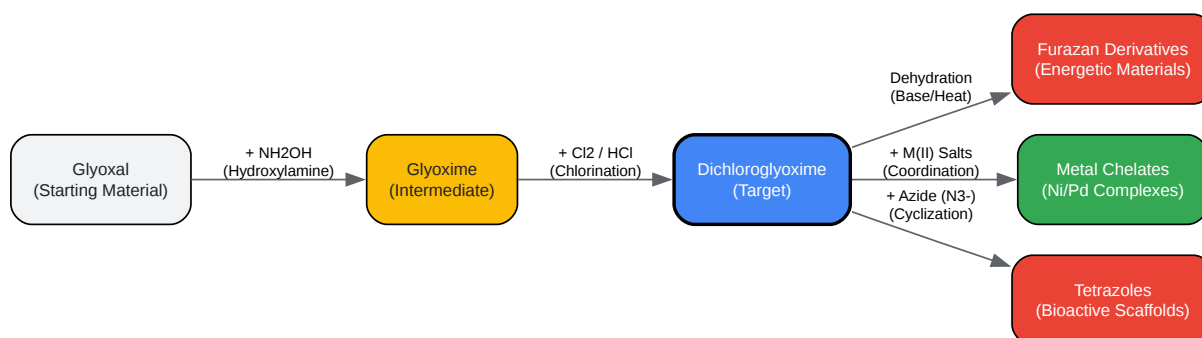 Glyoxal
(Starting Material)
+ NH2OH
(Hydroxylamine)
Glyoxime
(Intermediate)
+ Cl2 / HCl
(Chlorination)
Dichloroglyoxime
(Target)
Dehydration
(Base/Heat)
+ M(II) Salts
(Coordination)
+ Azide (N3-)
(Cyclization)
Furazan Derivatives
(Energetic Materials)
Metal Chelates
(Ni/Pd Complexes)
Tetrazoles
(Bioactive Scaffolds)